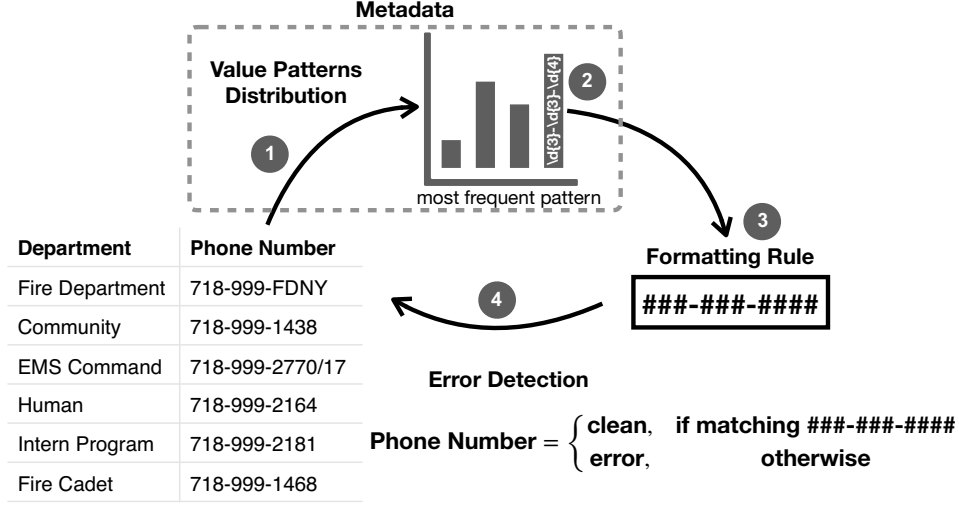 Metadata
Value Patterns
Distribution
1
2
\d{3}-\d{3}-\d{4}
most frequent pattern
3
Department Phone Number
Fire Department 718-999-FDNY
Community 718-999-1438
EMS Command 718-999-2770/17
Human 718-999-2164
Intern Program 718-999-2181
Fire Cadet 718-999-1468
Formatting Rule
###-###-####
4
Error Detection
Phone Number = { clean, if matching ###-###-####
error, otherwise